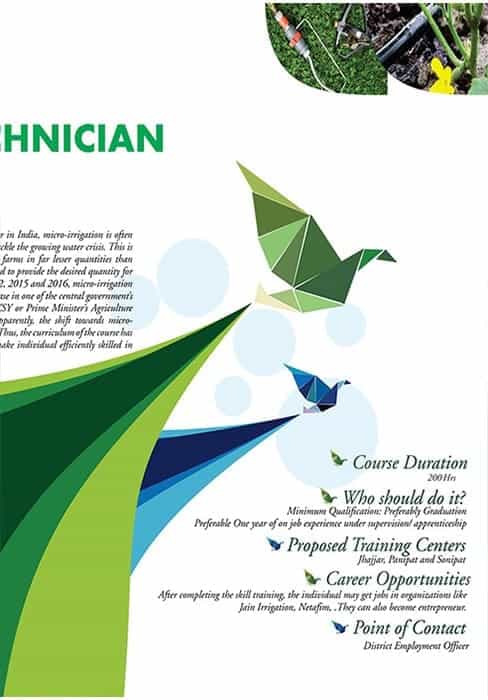 CHNICIAN
r in India, micro-irrigation is often
ckle the growing water crisis. This is
farms in far lesser quantities than
d to provide the desired quantity for
2, 2015 and 2016, micro-irrigation
ase in one of the central government's
CSY or Prime Minister's Agriculture
pparently, the shift towards micro-
Thus, the curriculum of the course has
ake individual efficiently skilled in
Course Duration
200Hrs
Who should do it?
Minimum Qualification: Preferably Graduation
Preferable One year of on job experience under supervision/ apprenticeship
Proposed Training Centers
Jhajjar, Panipat and Sonipat
Career Opportunities
After completing the skill training, the individual may get jobs in organizations like
Jain Irrigation, Netafim, .They can also become entrepreneur.
Point of Contact
District Employment Officer